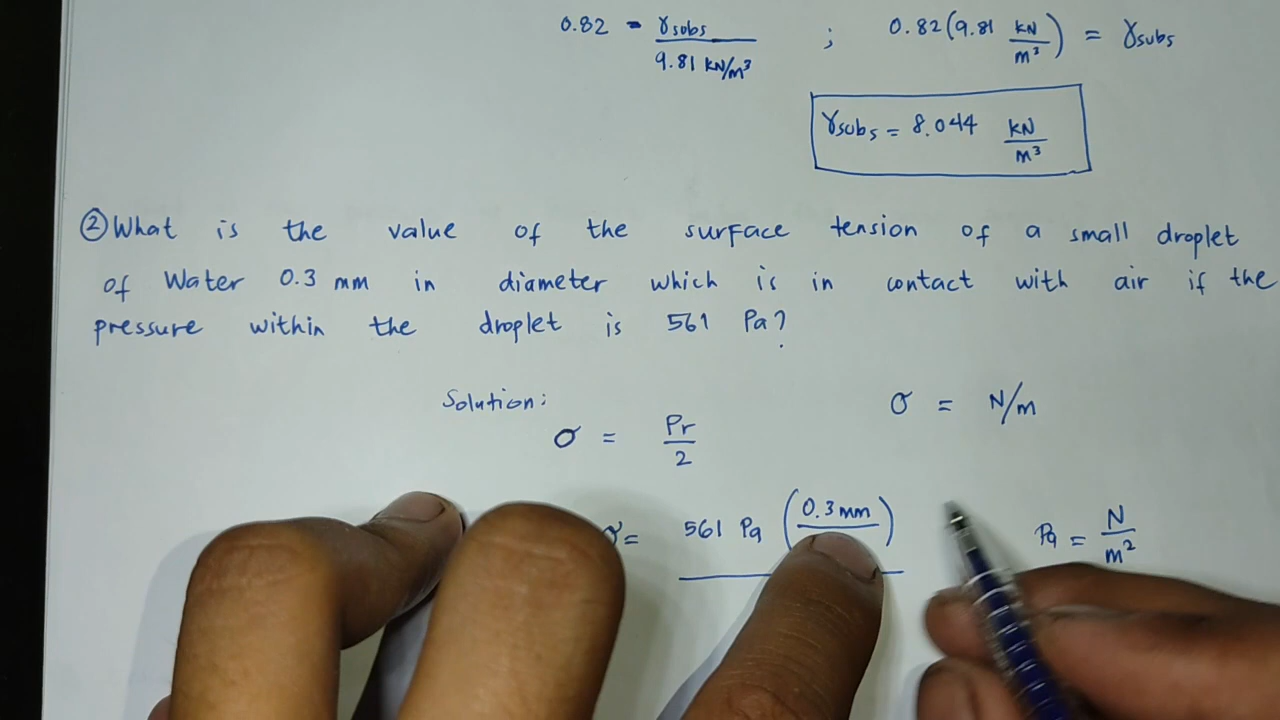 0.82 = γsubs / 9.81 kN/m³ ; 0.82(9.81 kN/m³) = γsubs
γsubs = 8.044 kN/m³
② What is the value of the surface tension of a small droplet
of Water 0.3 mm in diameter which is in contact with air if the
pressure within the droplet is 561 Pa?
Solution:
σ = N/m
σ = Pr/2
σ = 561 Pa (0.3 mm
Pa = N/m²